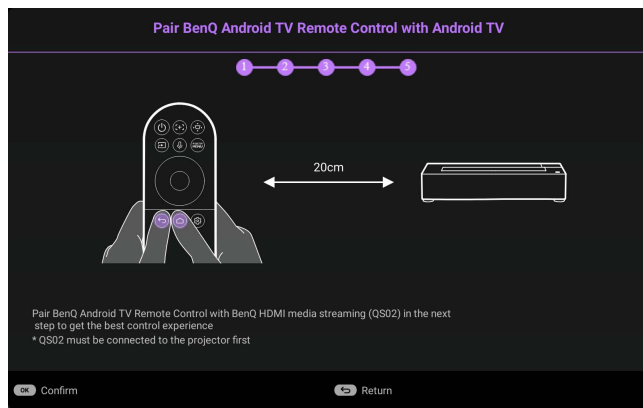 Pair BenQ Android TV Remote Control with Android TV
1 2 3 4 5
20cm
Pair BenQ Android TV Remote Control with BenQ HDMI media streaming (QS02) in the next
step to get the best control experience
* QS02 must be connected to the projector first
OK Confirm Return